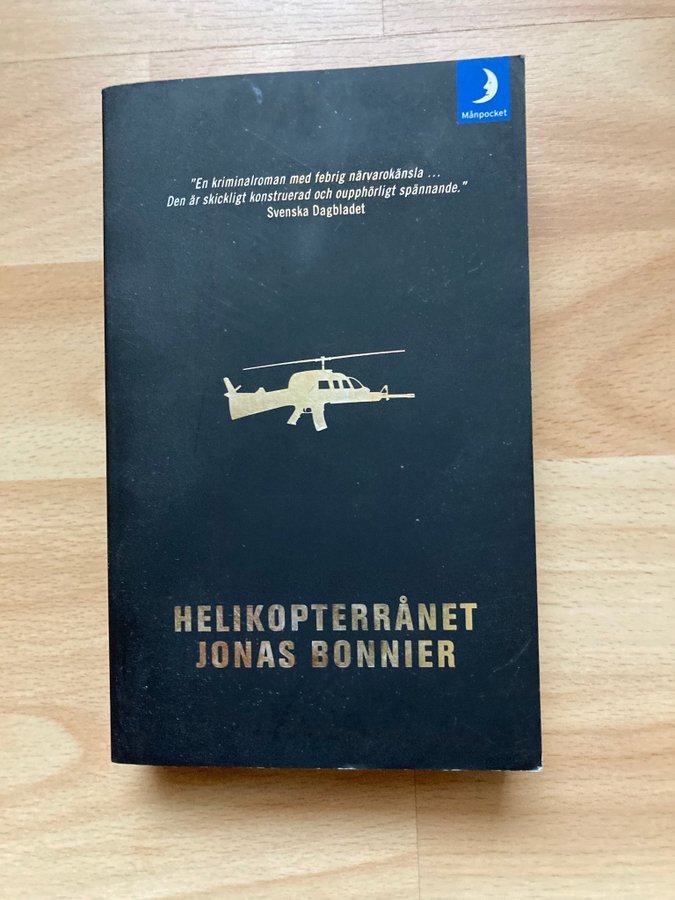 Månpocket
"En kriminalroman med febrig närvarokänsla ...
Den är skickligt konstruerad och oupphörligt spännande."
Svenska Dagbladet
HELIKOPTERRÅNET
JONAS BONNIER